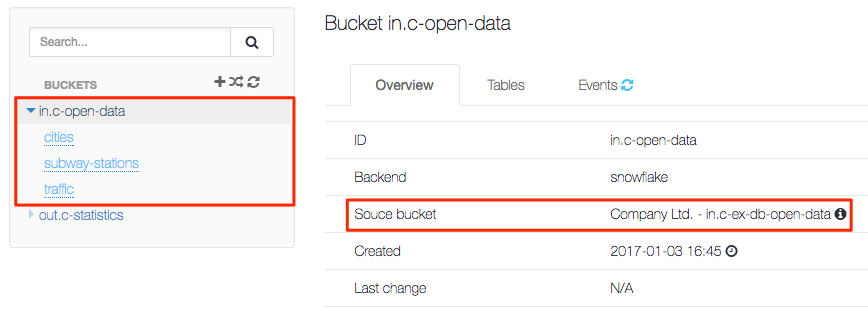 Search...
BUCKETS
in.c-open-data
cities
subway-stations
traffic
out.c-statistics
Bucket in.c-open-data
Overview Tables Events
ID in.c-open-data
Backend snowflake
Souce bucket Company Ltd. - in.c-ex-db-open-data
Created 2017-01-03 16:45
Last change N/A